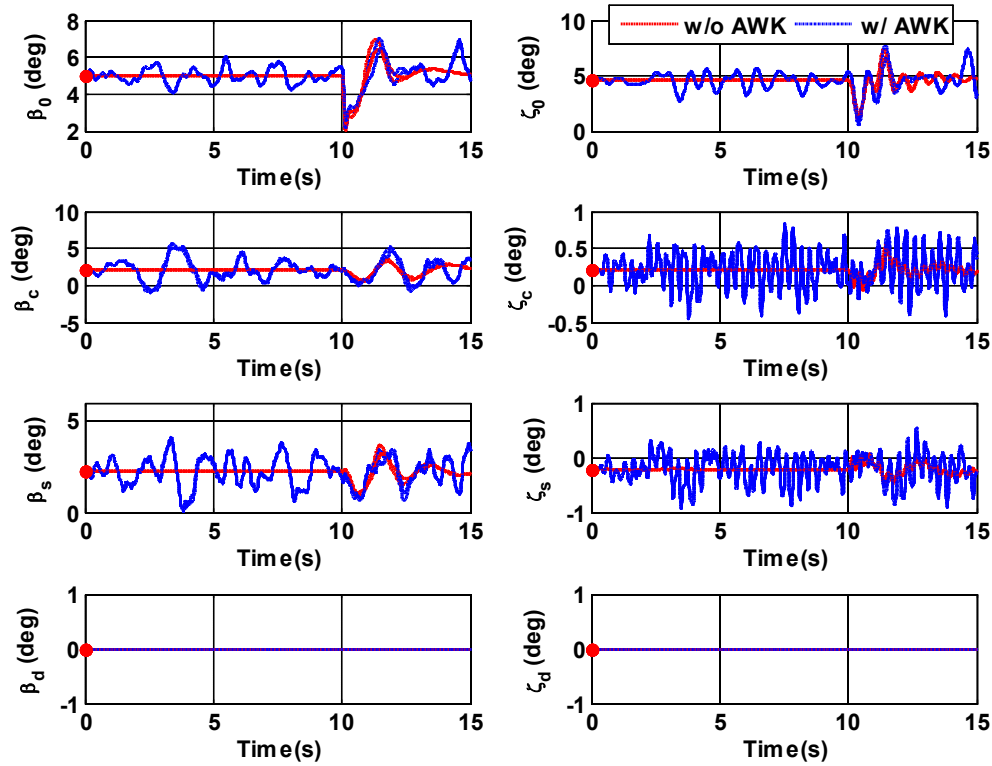 w/o AWK w/ AWK
8
6
4
2
β0 (deg)
0 5 10 15
Time(s)
10
5
0
ζ0 (deg)
0 5 10 15
Time(s)
10
5
0
-5
βc (deg)
0 5 10 15
Time(s)
1
0.5
0
-0.5
ζc (deg)
0 5 10 15
Time(s)
5
0
βs (deg)
0 5 10 15
Time(s)
1
0
-1
ζs (deg)
0 5 10 15
Time(s)
1
0
-1
βd (deg)
0 5 10 15
Time(s)
1
0
-1
ζd (deg)
0 5 10 15
Time(s)